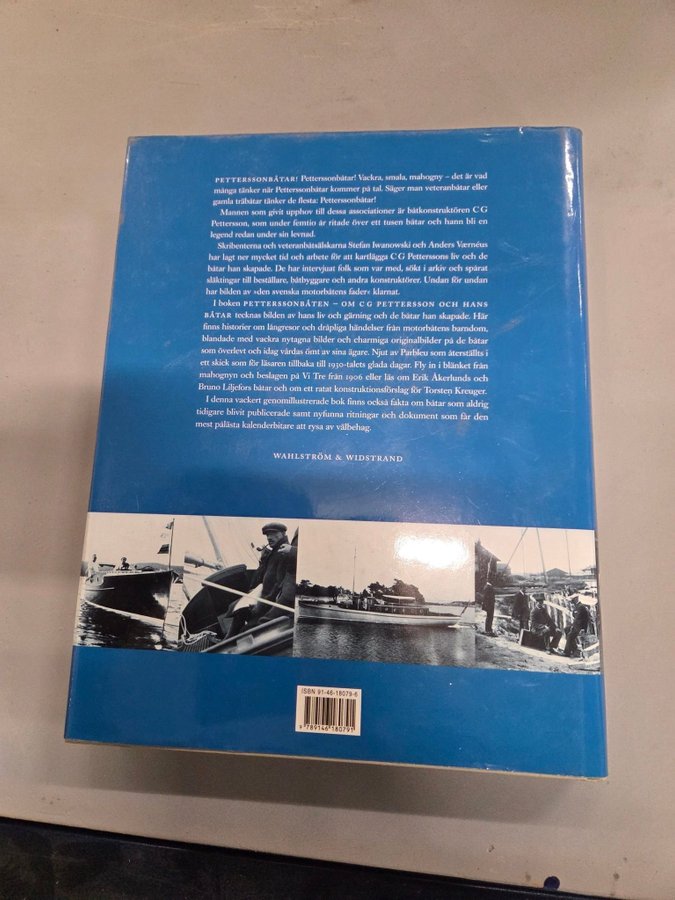 PETTERSSONBÅTAR! Petterssonbåtar! Vackra, smala, mahogny – det är vad
många tänker när Petterssonbåtar kommer på tal. Säger man veteranbåtar eller
gamla träbåtar tänker de flesta: Petterssonbåtar!
Mannen som givit upphov till dessa associationer är båtkonstruktören C G
Pettersson, som under femtio år ritade över ett tusen båtar och hann bli en
legend redan under sin levnad.
Skribenterna och veteranbåtsälskarna Stefan Iwanowski och Anders Værnéus
har lagt ner mycket tid och arbete för att kartlägga C G Petterssons liv och de
båtar han skapade. De har intervjuat folk som var med, sökt i arkiv och spårat
släktingar till beställare, båtbyggare och andra konstruktörer. Undan för undan
har bilden av »den svenska motorbåtens fader« klarnat.
I boken PETTERSSONBÅTEN – OM C G PETTERSSON OCH HANS
BÅTAR tecknas bilden av hans liv och gärning och de båtar han skapade. Här
finns historier om långresor och dråpliga händelser från motorbåtens barndom,
blandade med vackra nytagna bilder och charmiga originalbilder på de båtar
som överlevt och idag vårdas ömt av sina ägare. Njut av Parbleu som återställts i
ett skick som för läsaren tillbaka till 1930-talets glada dagar. Fly in i blänket från
mahognyn och beslagen på Vi Tre från 1906 eller läs om Erik Åkerlunds och
Bruno Liljefors båtar och om ett ratat konstruktionsförslag för Torsten Kreuger.
I denna vackert genomillustrerade bok finns också fakta om båtar som aldrig
tidigare blivit publicerade samt nyfunna ritningar och dokument som får den
mest pålästa kalenderbitare att rysa av välbehag.
WAHLSTRÖM & WIDSTRAND
ISBN 91-46-18079-6
9 789146 180791